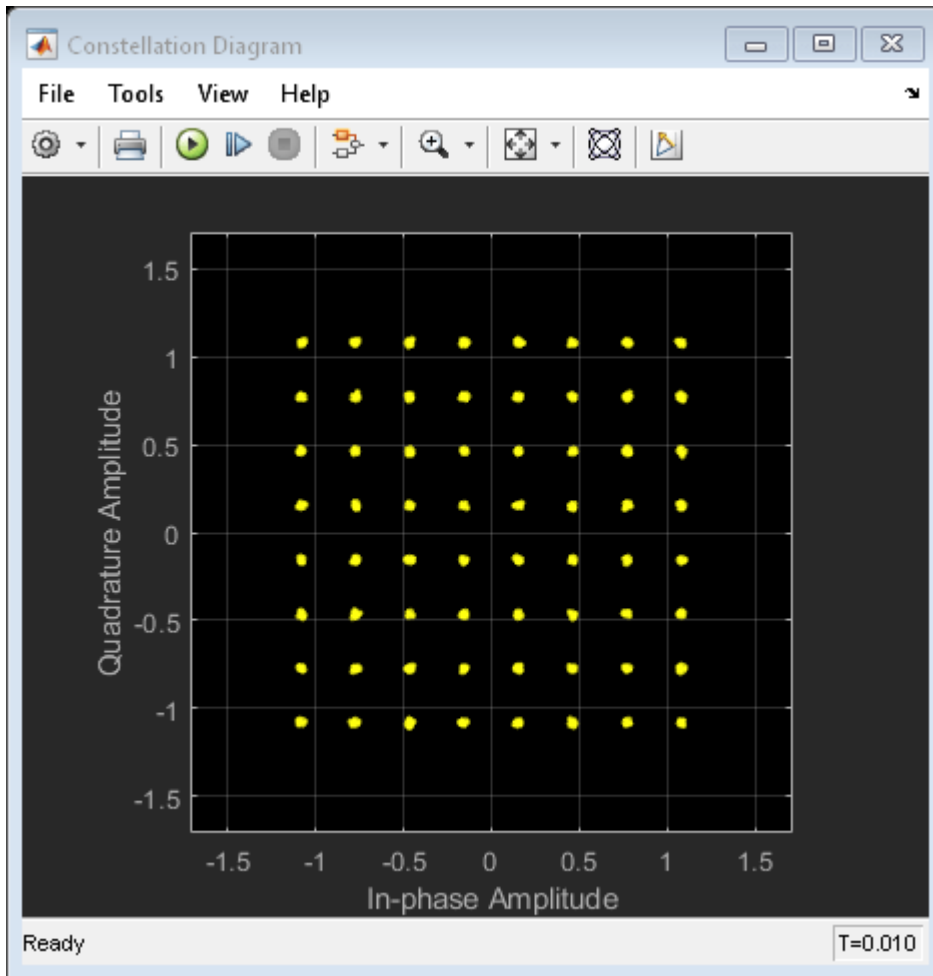 Constellation Diagram
File Tools View Help
1.5
1
0.5
0
-0.5
-1
-1.5
Quadrature Amplitude
-1.5 -1 -0.5 0 0.5 1 1.5
In-phase Amplitude
Ready T=0.010